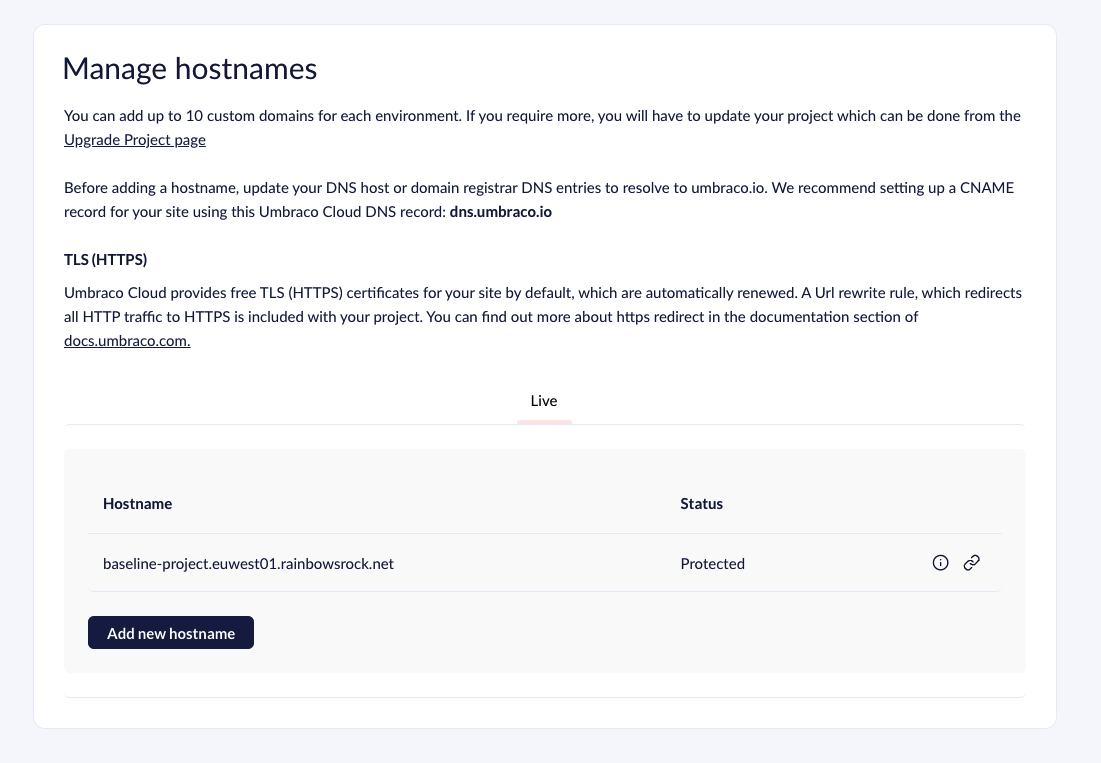 Manage hostnames
You can add up to 10 custom domains for each environment. If you require more, you will have to update your project which can be done from the
Upgrade Project page
Before adding a hostname, update your DNS host or domain registrar DNS entries to resolve to umbraco.io. We recommend setting up a CNAME
record for your site using this Umbraco Cloud DNS record: dns.umbraco.io
TLS (HTTPS)
Umbraco Cloud provides free TLS (HTTPS) certificates for your site by default, which are automatically renewed. A Url rewrite rule, which redirects
all HTTP traffic to HTTPS is included with your project. You can find out more about https redirect in the documentation section of
docs.umbraco.com.
Live
Hostname Status
baseline-project.euwest01.rainbowsrock.net Protected
Add new hostname